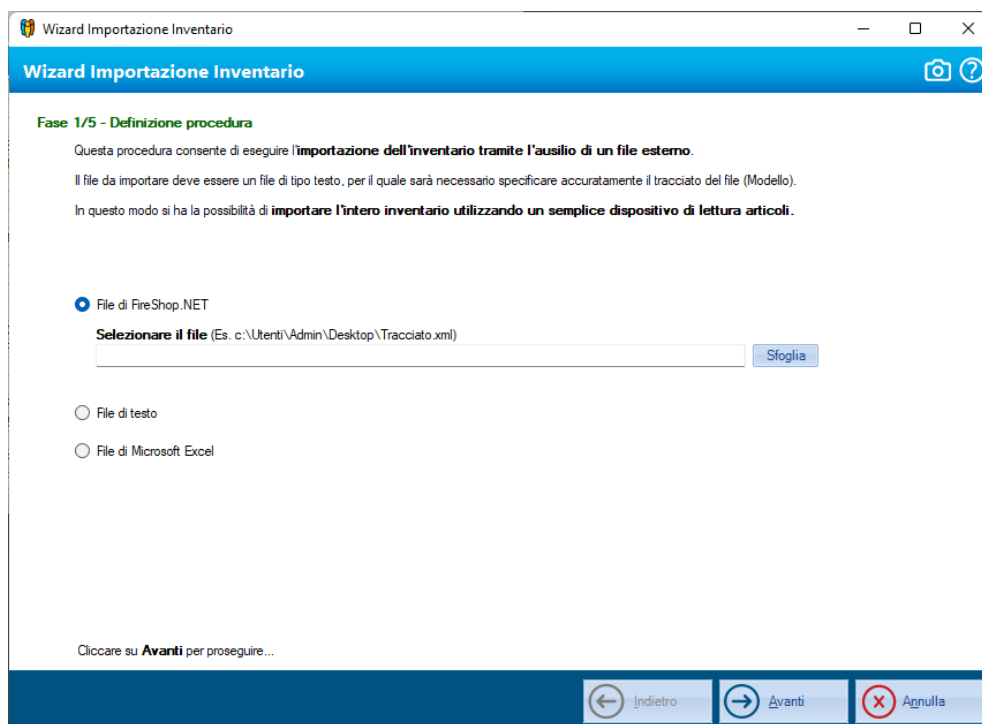 Wizard Importazione Inventario
Wizard Importazione Inventario
Fase 1/5 - Definizione procedura
Questa procedura consente di eseguire l'importazione dell'inventario tramite l'ausilio di un file esterno.
Il file da importare deve essere un file di tipo testo, per il quale sarà necessario specificare accuratamente il tracciato del file (Modello).
In questo modo si ha la possibilità di importare l'intero inventario utilizzando un semplice dispositivo di lettura articoli.
File di FireShop.NET
Selezionare il file (Es. c:\Utenti\Admin\Desktop\Tracciato.xml)
Sfoglia
File di testo
File di Microsoft Excel
Cliccare su Avanti per proseguire...
Indietro
Avanti
Annulla